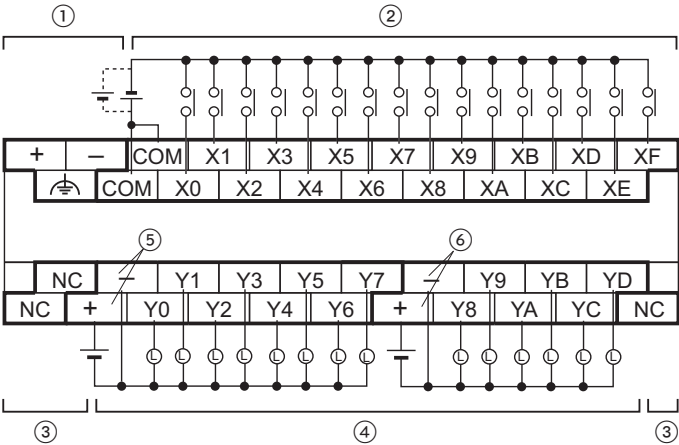 ① ②
+ − COM X1 X3 X5 X7 X9 XB XD XF
COM X0 X2 X4 X6 X8 XA XC XE
⑤ ⑥
NC − Y1 Y3 Y5 Y7 − Y9 YB YD
NC + Y0 Y2 Y4 Y6 + Y8 YA YC NC
L L L L L L L L L L L L L L
③ ④ ③